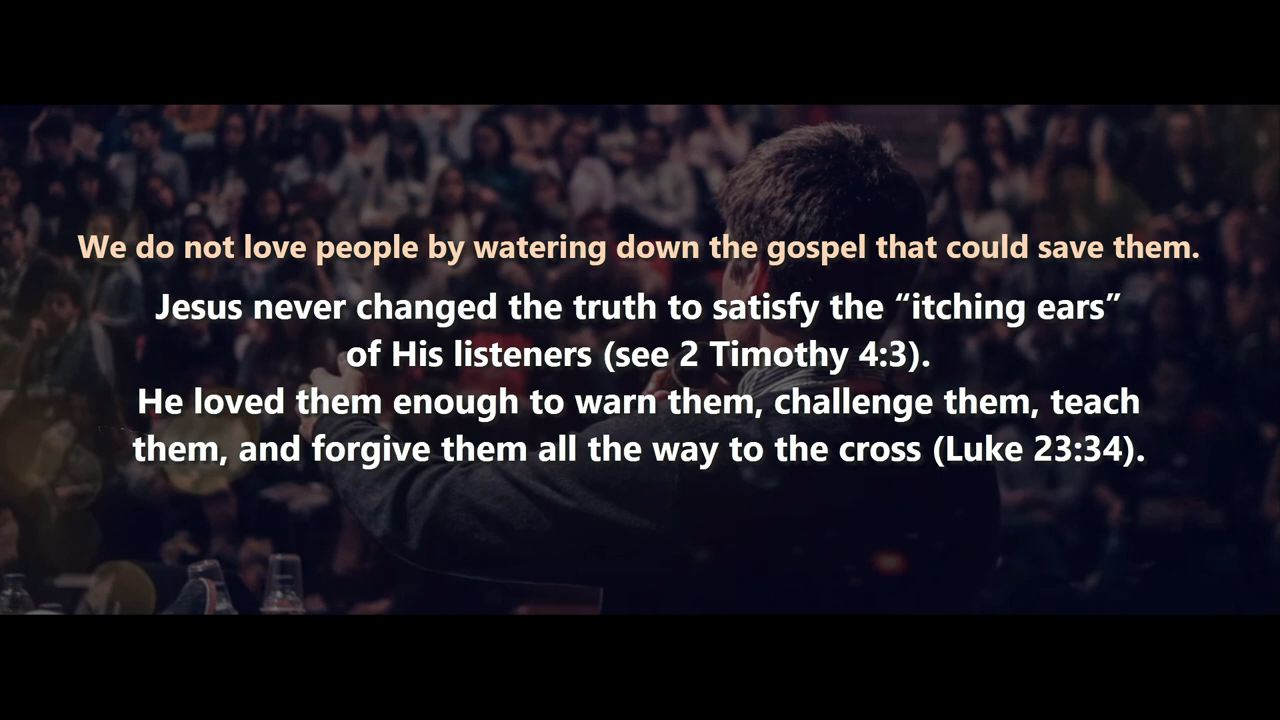 We do not love people by watering down the gospel that could save them.
Jesus never changed the truth to satisfy the “itching ears”
of His listeners (see 2 Timothy 4:3).
He loved them enough to warn them, challenge them, teach
them, and forgive them all the way to the cross (Luke 23:34).